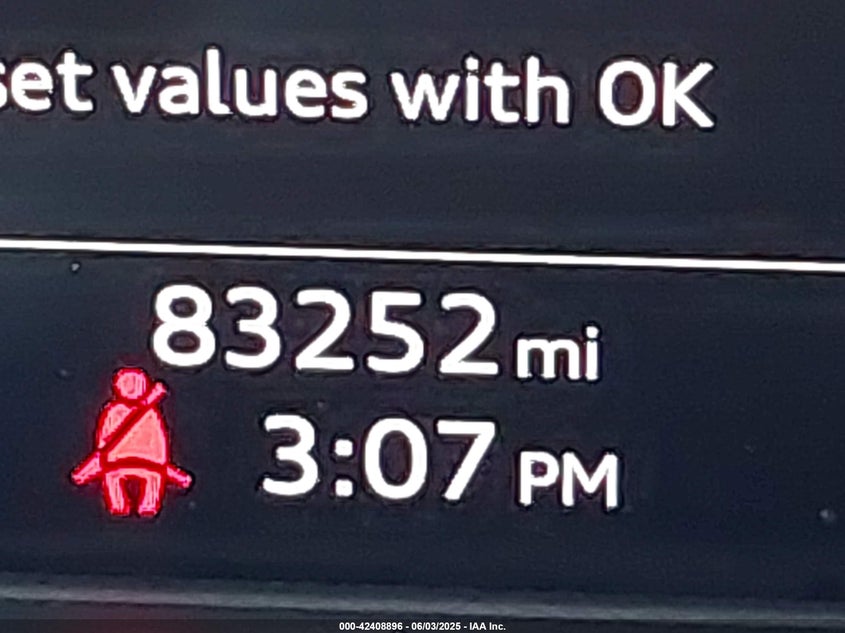 set values with OK
83252 mi
3:07 PM
000-42408896 - 06/03/2025 - IAA Inc.